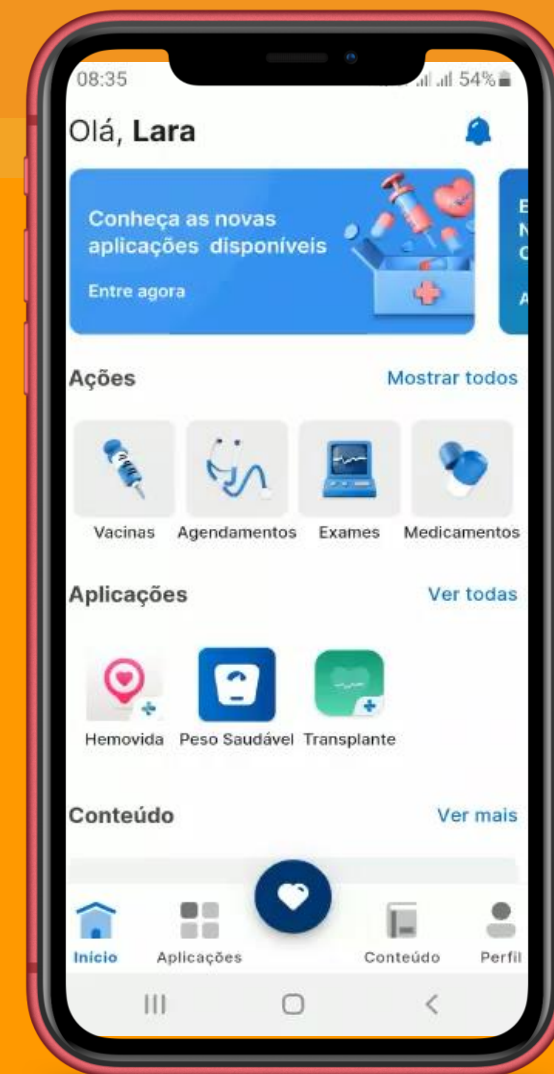 08:35
54%
Olá, Lara
Conheça as novas
aplicações disponíveis
Entre agora
E
N
C
A
Ações
Mostrar todos
Vacinas
Agendamentos
Exames
Medicamentos
Aplicações
Ver todas
Hemovida
Peso Saudável
Transplante
Conteúdo
Ver mais
Início
Aplicações
Conteúdo
Perfil